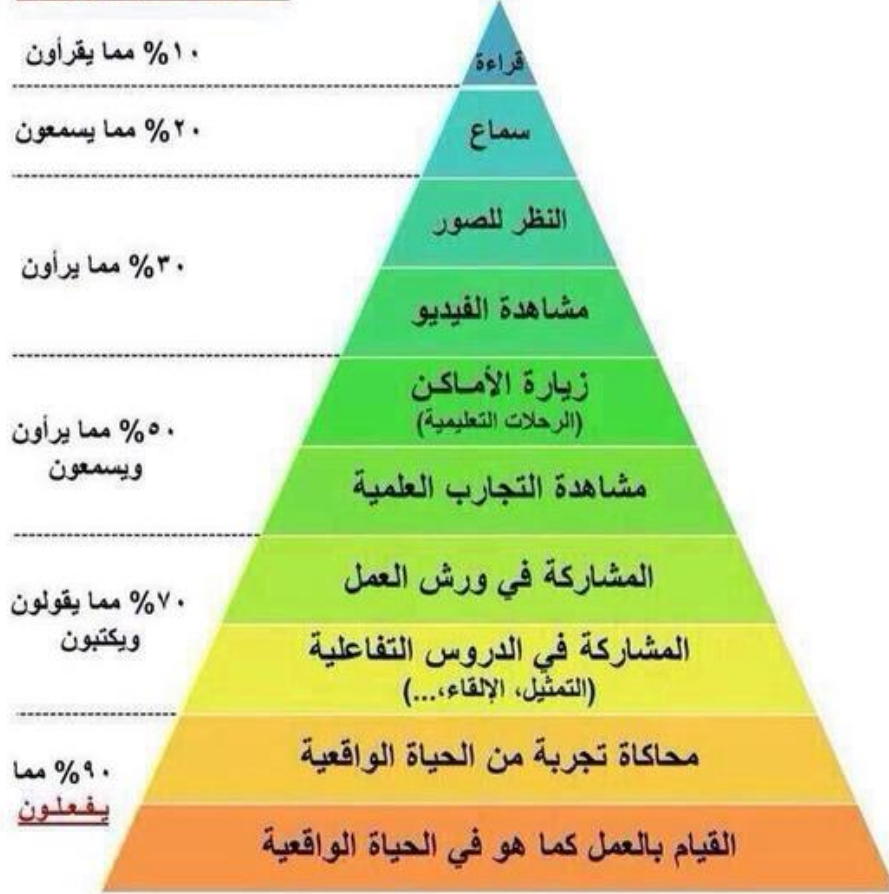 ١٠% مما يقرأون
قراءة
٢٠% مما يسمعون
سماع
٣٠% مما يرأون
النظر للصور
مشاهدة الفيديو
٥٠% مما يرأون
ويسمعون
زيارة الأماكن
(الرحلات التعليمية)
مشاهدة التجارب العلمية
٧٠% مما يقولون
ويكتبون
المشاركة في ورش العمل
المشاركة في الدروس التفاعلية
(التمثيل، الإلقاء،...)
٩٠% مما
يفعلون
محاكاة تجربة من الحياة الواقعية
القيام بالعمل كما هو في الحياة الواقعية